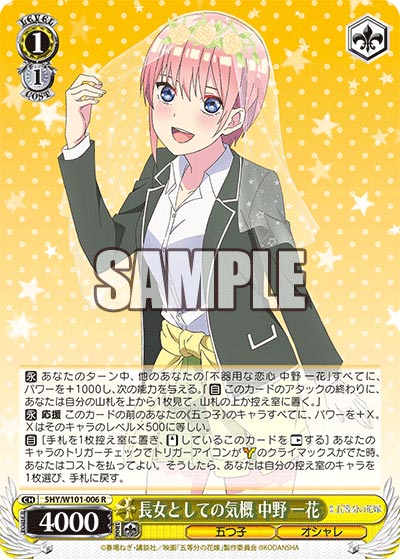 LEVEL
1
1
COST
SAMPLE
永 あなたのターン中、他のあなたの「不器用な恋心 中野 一花」すべてに、
パワーを+1000し、次の能力を与える。『自 このカードのアタックの終わりに、
あなたは自分の山札を上から1枚見て、山札の上か控え室に置く。』
永 応援 このカードの前のあなたの《五つ子》のキャラすべてに、パワーを+X。
Xはそのキャラのレベル×500に等しい。
自 [手札を1枚控え室に置き、しているこのカードをする] あなたのキャラ
のトリガーチェックでトリガーアイコンがのクライマックスがでた
時、あなたはコストを払ってよい。そうしたら、あなたは自分の控え室のキャラ
を1枚選び、手札に戻す。
CH 5HY/W101-006 R
長女としての気概 中野 一花
五等分の花嫁
4000
五つ子
オシャレ
©春場ねぎ・講談社/映画「五等分の花嫁」製作委員会 ®KODANSHA